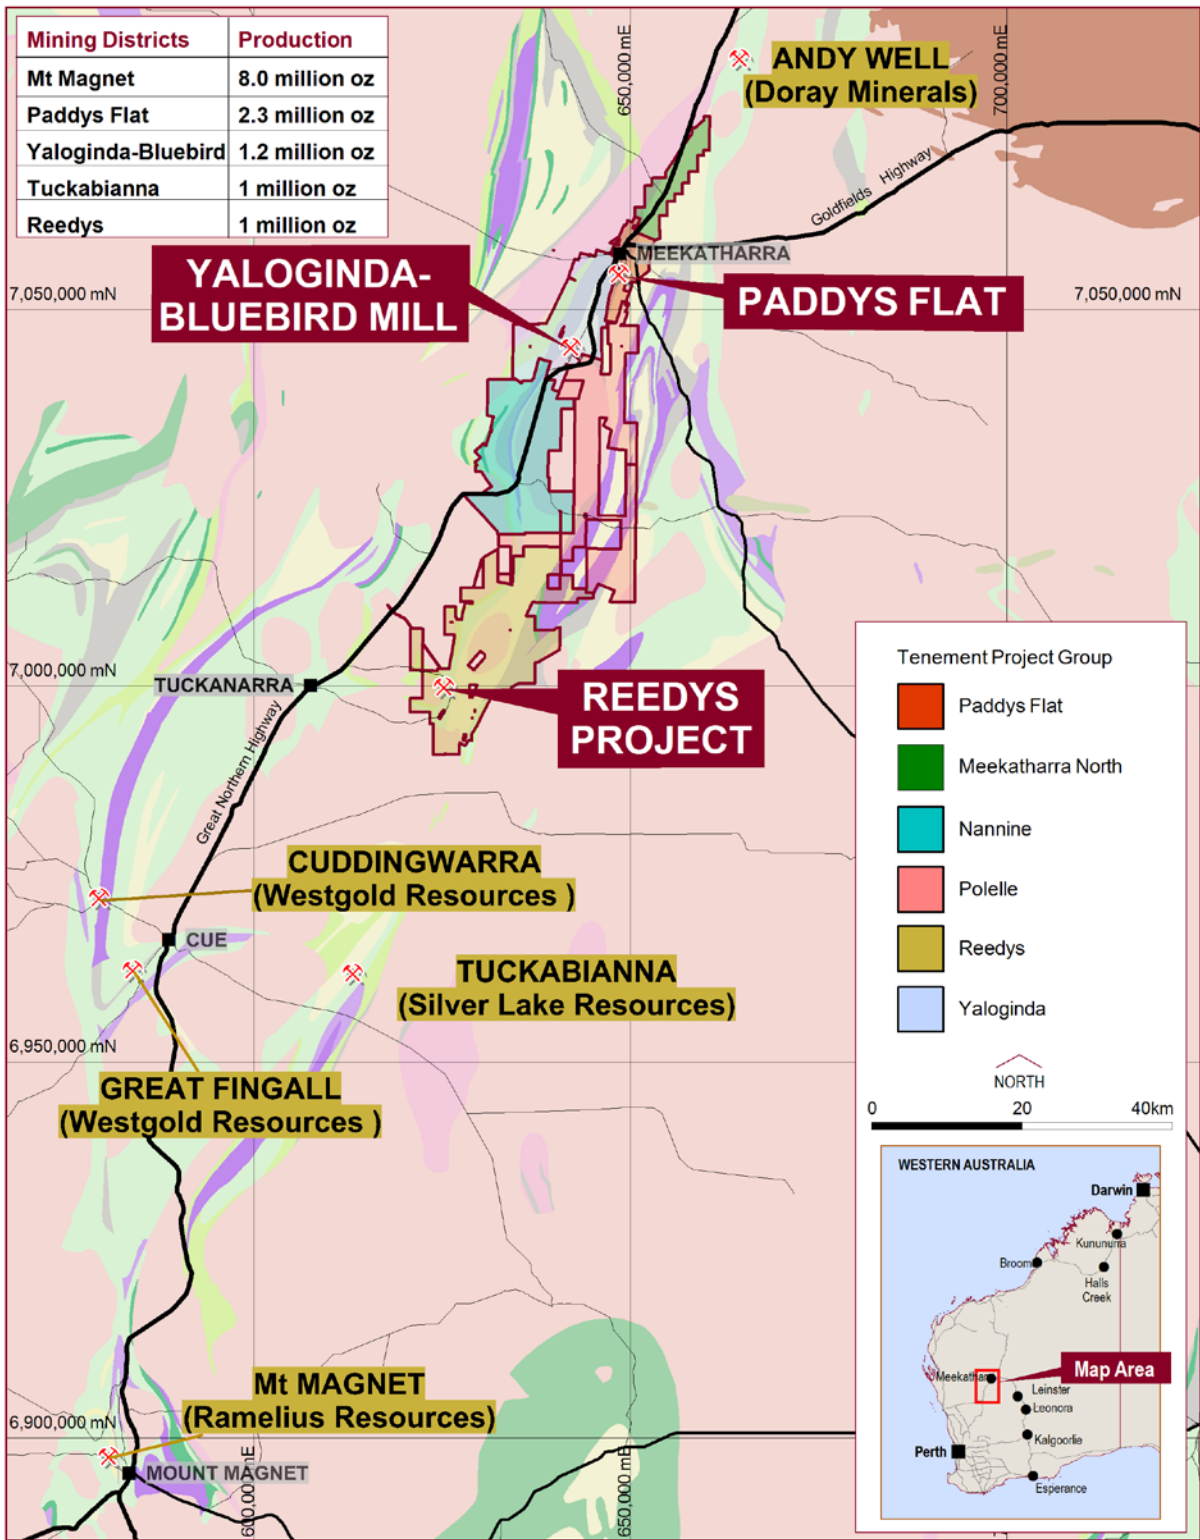 Mining Districts Production
Mt Magnet 8.0 million oz
Paddys Flat 2.3 million oz
Yaloginda-Bluebird 1.2 million oz
Tuckabianna 1 million oz
Reedys 1 million oz
650,000 mE
700,000 mE
ANDY WELL
(Doray Minerals)
Goldfields Highway
MEEKATHARRA
YALOGINDA-
BLUEBIRD MILL
PADDYS FLAT
7,050,000 mN
7,050,000 mN
7,000,000 mN
TUCKANARRA
REEDYS
PROJECT
Great Northern Highway
CUDDINGWARRA
(Westgold Resources )
CUE
TUCKABIANNA
(Silver Lake Resources)
6,950,000 mN
GREAT FINGALL
(Westgold Resources )
Mt MAGNET
(Ramelius Resources)
6,900,000 mN
MOUNT MAGNET
600,000 mE
650,000 mE
Tenement Project Group
Paddys Flat
Meekatharra North
Nannine
Polelle
Reedys
Yaloginda
NORTH
0 20 40km
WESTERN AUSTRALIA
Darwin
Kununurra
Broom
Halls
Creek
Meekathar
Map Area
Leinster
Leonora
Kalgoorlie
Perth
Esperance